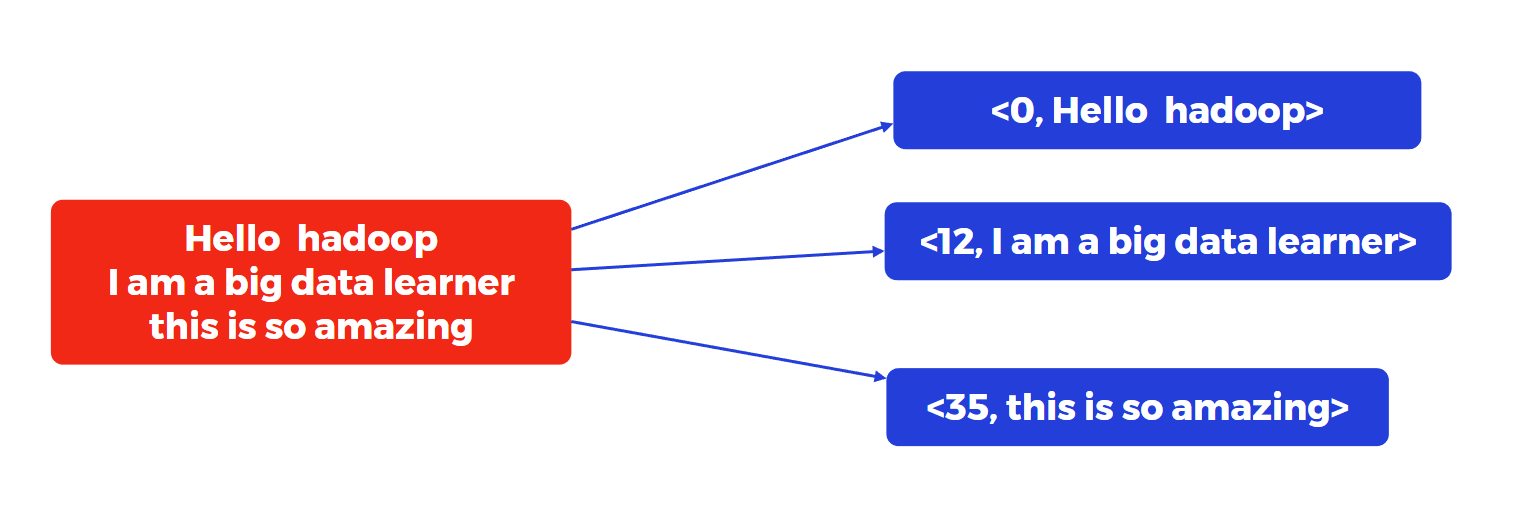 Hello  hadoop
I am a big data learner
this is so amazing
<0, Hello  hadoop>
<12, I am a big data learner>
<35, this is so amazing>